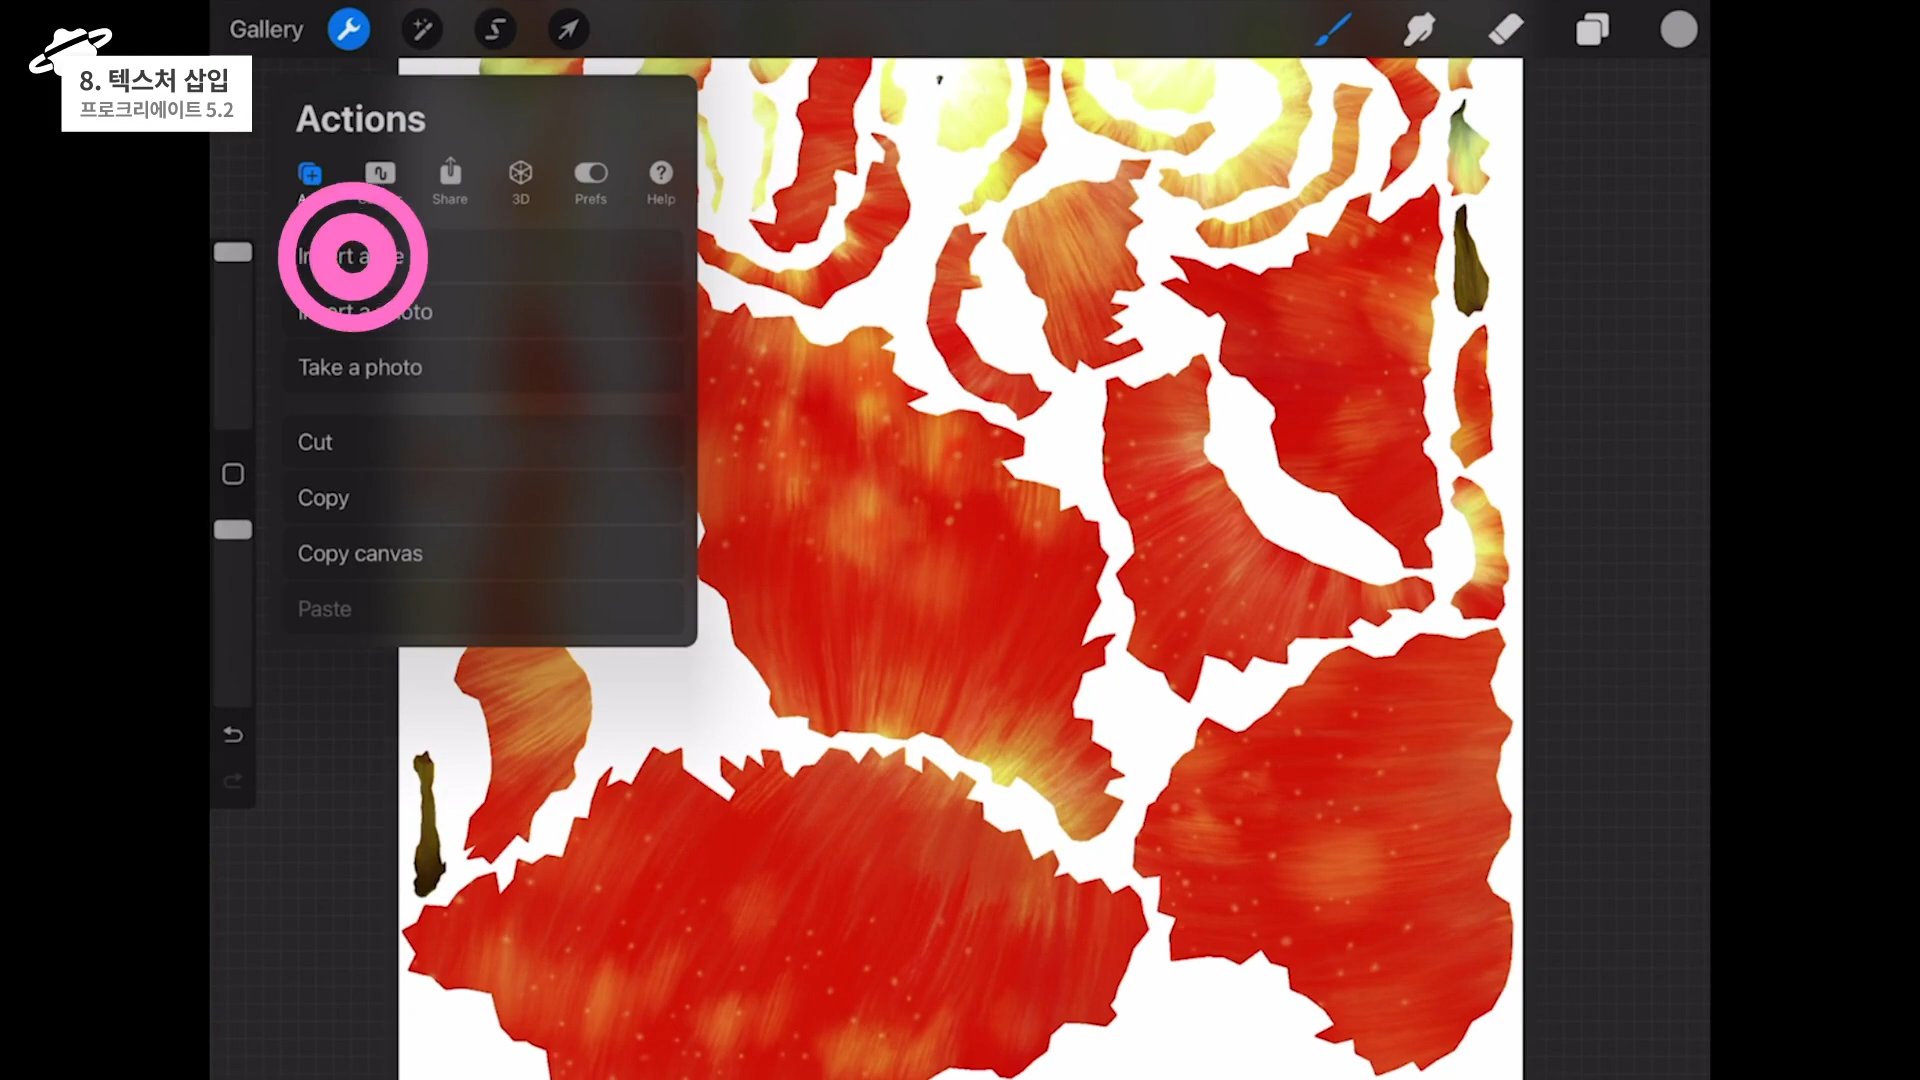 Gallery
8. 텍스처 삽입
프로크리에이트 5.2
Actions
Share
3D
Prefs
Help
Take a photo
Cut
Copy
Copy canvas
Paste